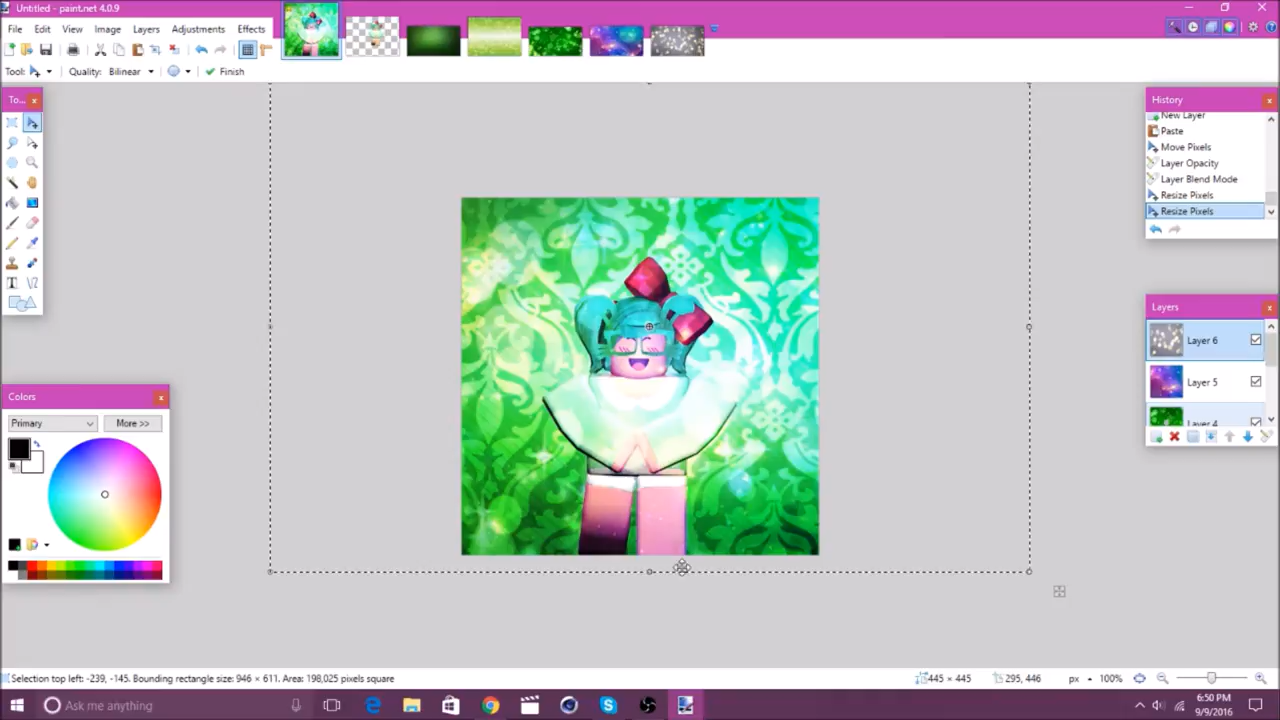 Untitled - paint.net 4.0.9
File Edit View Image Layers Adjustments Effects
Tool: Quality: Bilinear Finish
To... x
History x
New Layer
Paste
Move Pixels
Layer Opacity
Layer Blend Mode
Resize Pixels
Resize Pixels
Layers x
Layer 6
Layer 5
Layer 4
Colors x
Primary More >>
Selection top left: -239, -145. Bounding rectangle size: 946 × 611. Area: 198,025 pixels square
445 × 445 295, 446 px 100%
Ask me anything
6:50 PM
9/9/2016